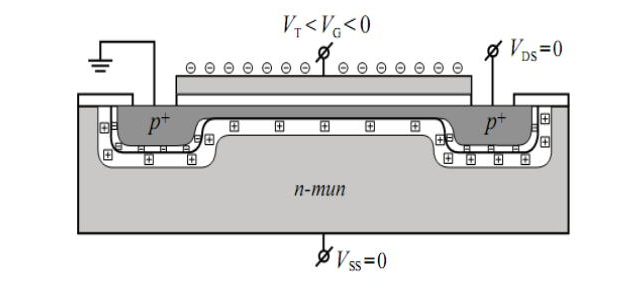 V_T < V_G < 0
V_DS = 0
p+ p+
n-mun
V_SS = 0